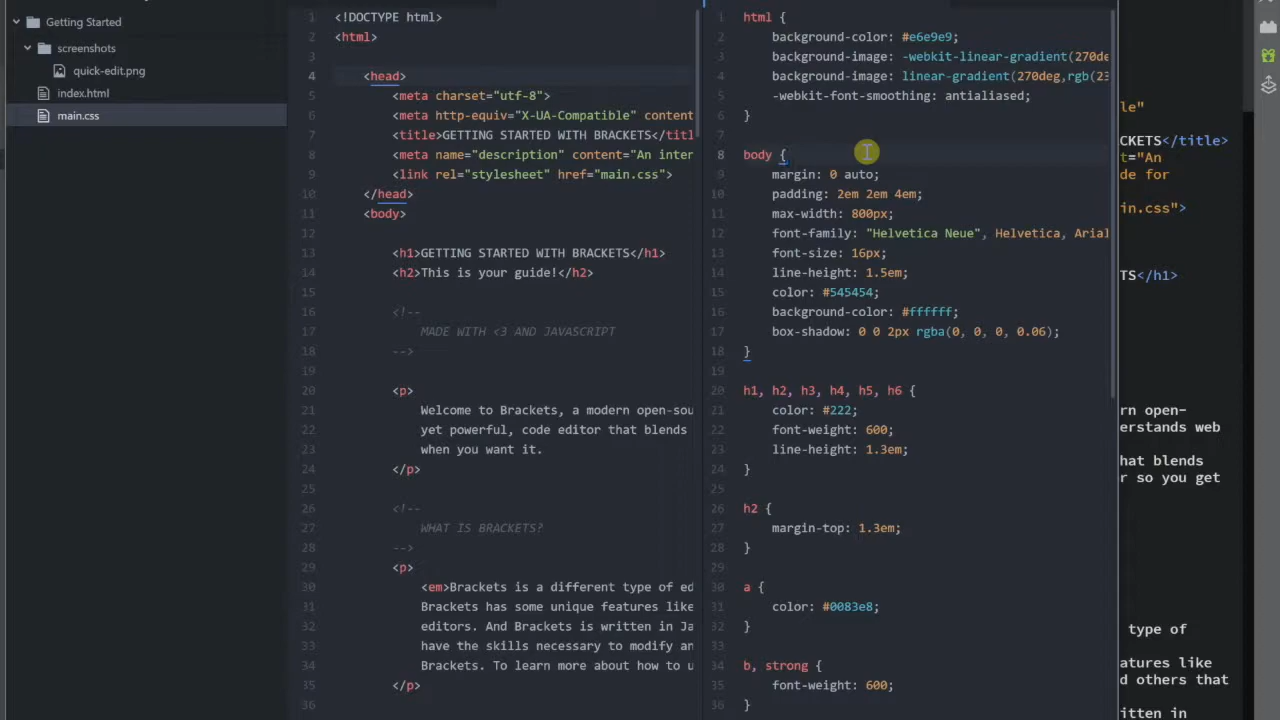 Getting Started
screenshots
quick-edit.png
index.html
main.css
1 <!DOCTYPE html>
2 <html>
3
4 <head>
5 <meta charset="utf-8">
6 <meta http-equiv="X-UA-Compatible" content
7 <title>GETTING STARTED WITH BRACKETS</titl
8 <meta name="description" content="An inter
9 <link rel="stylesheet" href="main.css">
10 </head>
11 <body>
12
13 <h1>GETTING STARTED WITH BRACKETS</h1>
14 <h2>This is your guide!</h2>
15
16 <!--
17 MADE WITH <3 AND JAVASCRIPT
18 -->
19
20 <p>
21 Welcome to Brackets, a modern open-sou
22 yet powerful, code editor that blends
23 when you want it.
24 </p>
25
26 <!--
27 WHAT IS BRACKETS?
28 -->
29 <p>
30 <em>Brackets is a different type of ed
31 Brackets has some unique features like
32 editors. And Brackets is written in Ja
33 have the skills necessary to modify an
34 Brackets. To learn more about how to u
35 </p>
36
1 html {
2 background-color: #e6e9e9;
3 background-image: -webkit-linear-gradient(270de
4 background-image: linear-gradient(270deg,rgb(23
5 -webkit-font-smoothing: antialiased;
6 }
7
8 body {
9 margin: 0 auto;
10 padding: 2em 2em 4em;
11 max-width: 800px;
12 font-family: "Helvetica Neue", Helvetica, Arial
13 font-size: 16px;
14 line-height: 1.5em;
15 color: #545454;
16 background-color: #ffffff;
17 box-shadow: 0 0 2px rgba(0, 0, 0, 0.06);
18 }
19
20 h1, h2, h3, h4, h5, h6 {
21 color: #222;
22 font-weight: 600;
23 line-height: 1.3em;
24 }
25
26 h2 {
27 margin-top: 1.3em;
28 }
29
30 a {
31 color: #0083e8;
32 }
33
34 b, strong {
35 font-weight: 600;
36 }
le"
CKETS</title>
t="An
de for
in.css">
TS</h1>
rn open-
erstands web
hat blends
r so you get
type of
atures like
d others that
itten in